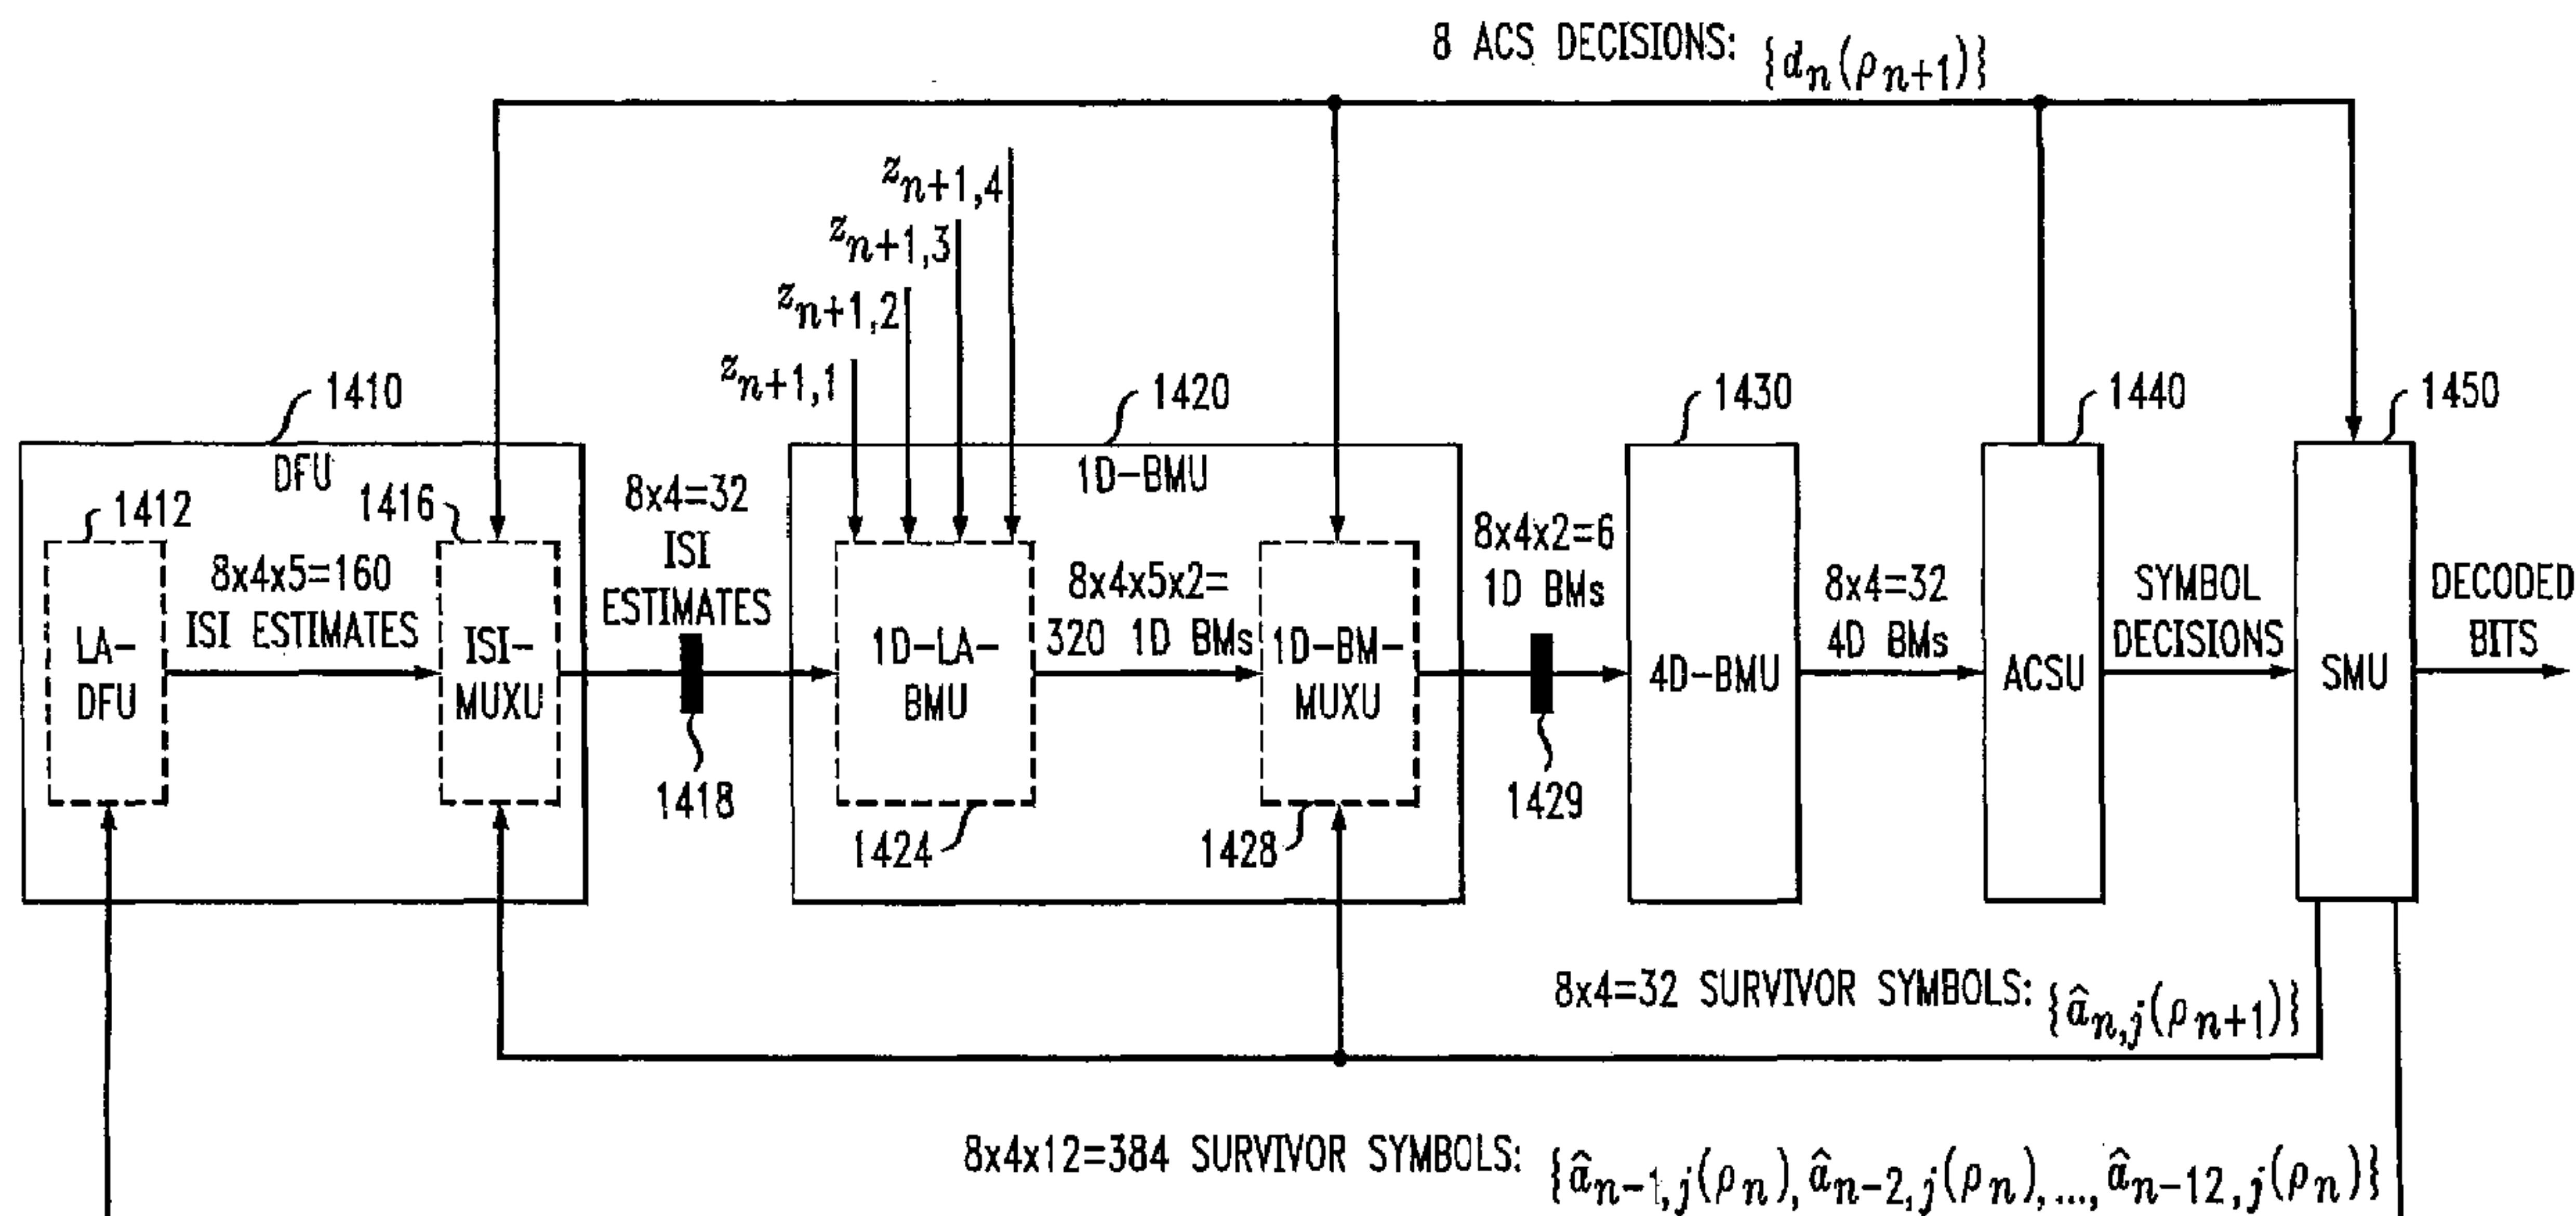 8 ACS DECISIONS: {d_n(ρ_{n+1})}
z_{n+1,4}
z_{n+1,3}
z_{n+1,2}
z_{n+1,1}
1410
1420
1430
1440
1450
DFU
1D-BMU
1412
1416
8x4=32
ISI
ESTIMATES
8x4x5=160
ISI ESTIMATES
8x4x5x2=
320 1D BMs
8x4x2=6
1D BMs
8x4=32
4D BMs
SYMBOL
DECISIONS
DECODED
BITS
LA-
DFU
ISI-
MUXU
1D-LA-
BMU
1D-BM-
MUXU
4D-BMU
ACSU
SMU
1418
1424
1428
1429
8x4=32 SURVIVOR SYMBOLS: {â_{n,j}(ρ_{n+1})}
8x4x12=384 SURVIVOR SYMBOLS: {â_{n-1,j}(ρ_n), â_{n-2,j}(ρ_n), ..., â_{n-12,j}(ρ_n)}